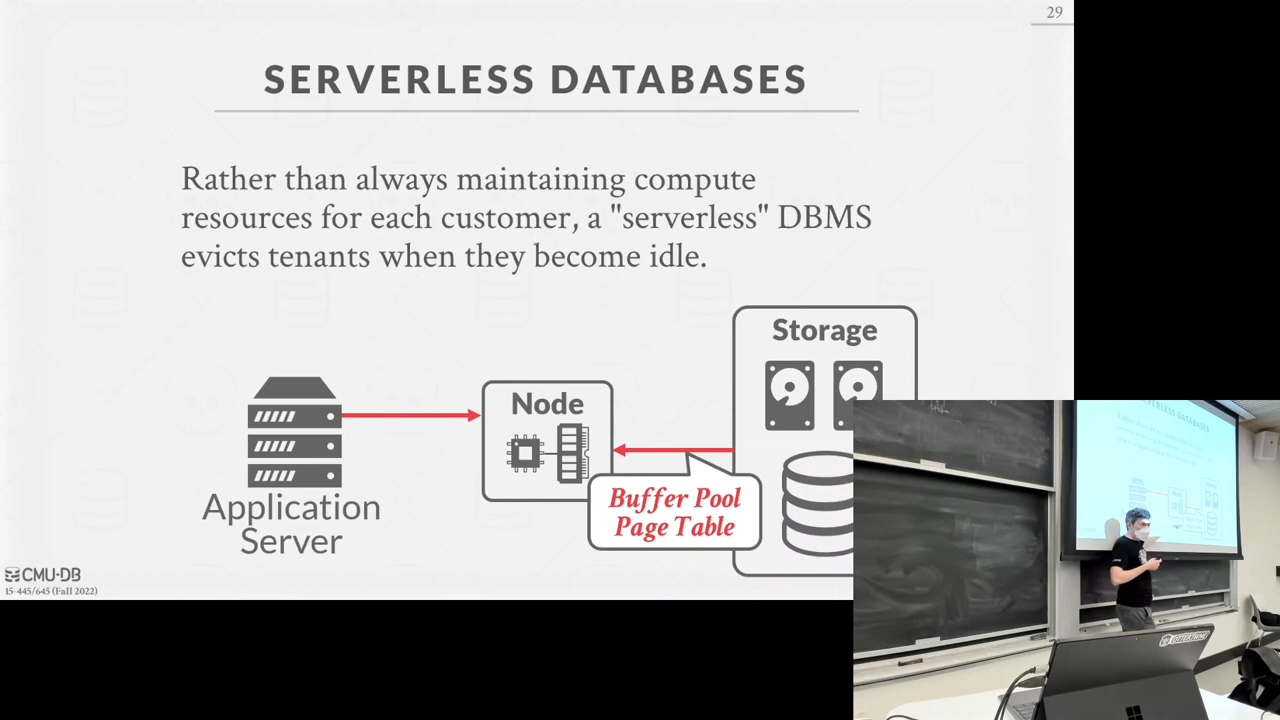 29
SERVERLESS DATABASES
Rather than always maintaining compute
resources for each customer, a "serverless" DBMS
evicts tenants when they become idle.
Storage
Node
Buffer Pool
Page Table
Application
Server
CMU·DB
15-445/645 (Fall 2022)